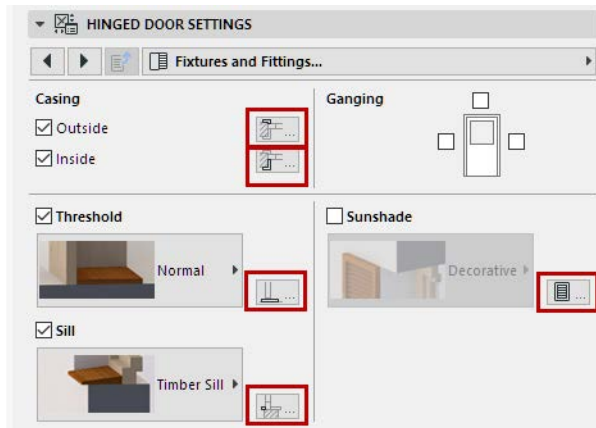 HINGED DOOR SETTINGS
Fixtures and Fittings...
Casing
Outside
...
Inside
...
Ganging
Threshold
Normal
...
Sill
Timber Sill
...
Sunshade
Decorative
...